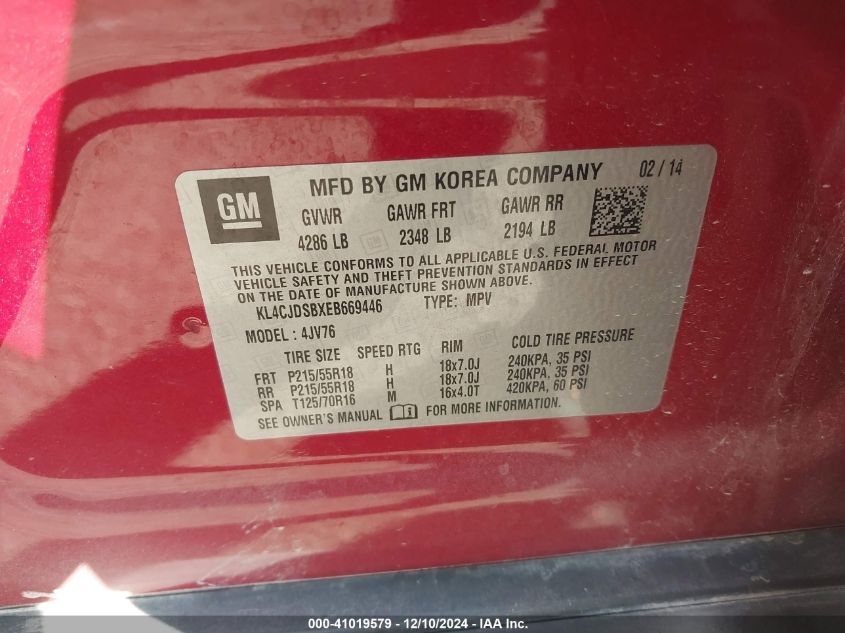 GM
MFD BY GM KOREA COMPANY 02 / 14
GVWR GAWR FRT GAWR RR
4286 LB 2348 LB 2194 LB
THIS VEHICLE CONFORMS TO ALL APPLICABLE U.S. FEDERAL MOTOR
VEHICLE SAFETY AND THEFT PREVENTION STANDARDS IN EFFECT
ON THE DATE OF MANUFACTURE SHOWN ABOVE.
KL4CJDSBXEB669446 TYPE: MPV
MODEL : 4JV76
TIRE SIZE SPEED RTG RIM COLD TIRE PRESSURE
FRT P215/55R18 H 18x7.0J 240KPA, 35 PSI
RR P215/55R18 H 18x7.0J 240KPA, 35 PSI
SPA T125/70R16 M 16x4.0T 420KPA, 60 PSI
SEE OWNER'S MANUAL FOR MORE INFORMATION.
000-41019579 - 12/10/2024 - IAA Inc.